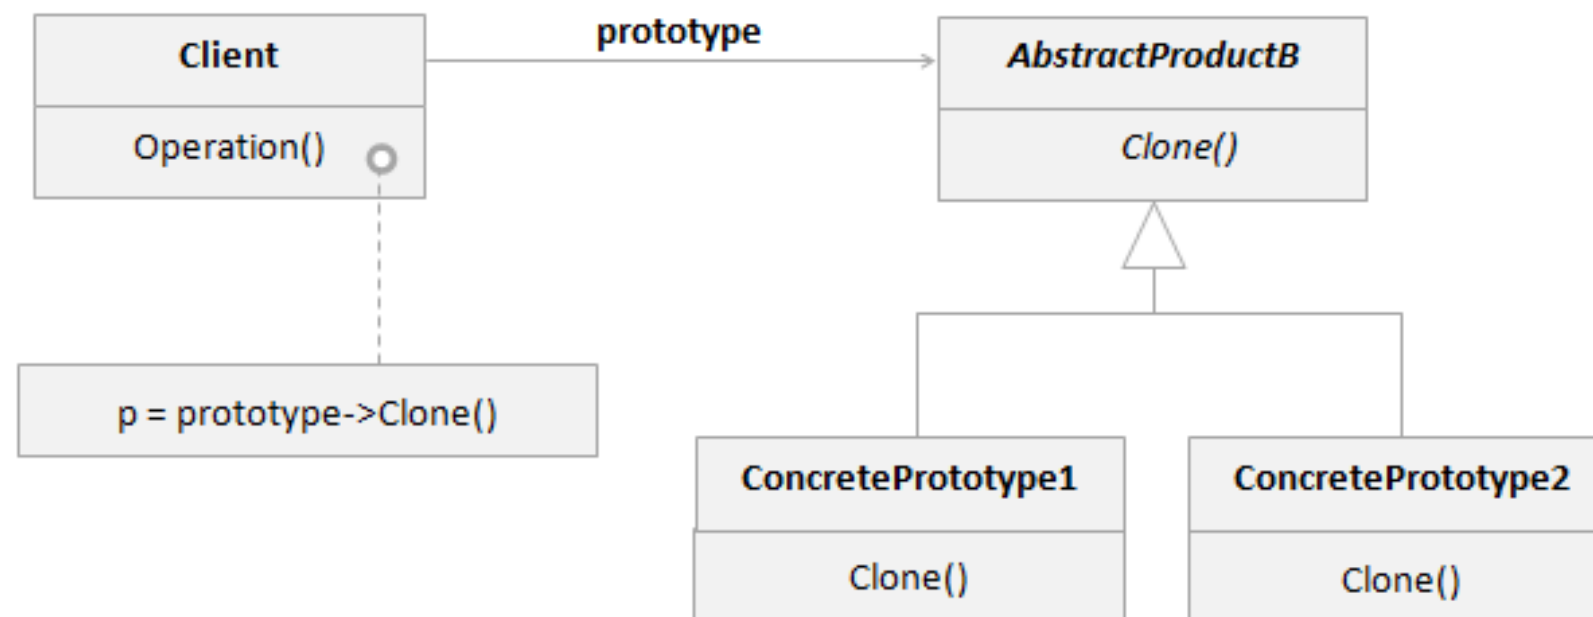 prototype
Client
AbstractProductB
Operation()
Clone()
p = prototype->Clone()
ConcretePrototype1
ConcretePrototype2
Clone()
Clone()